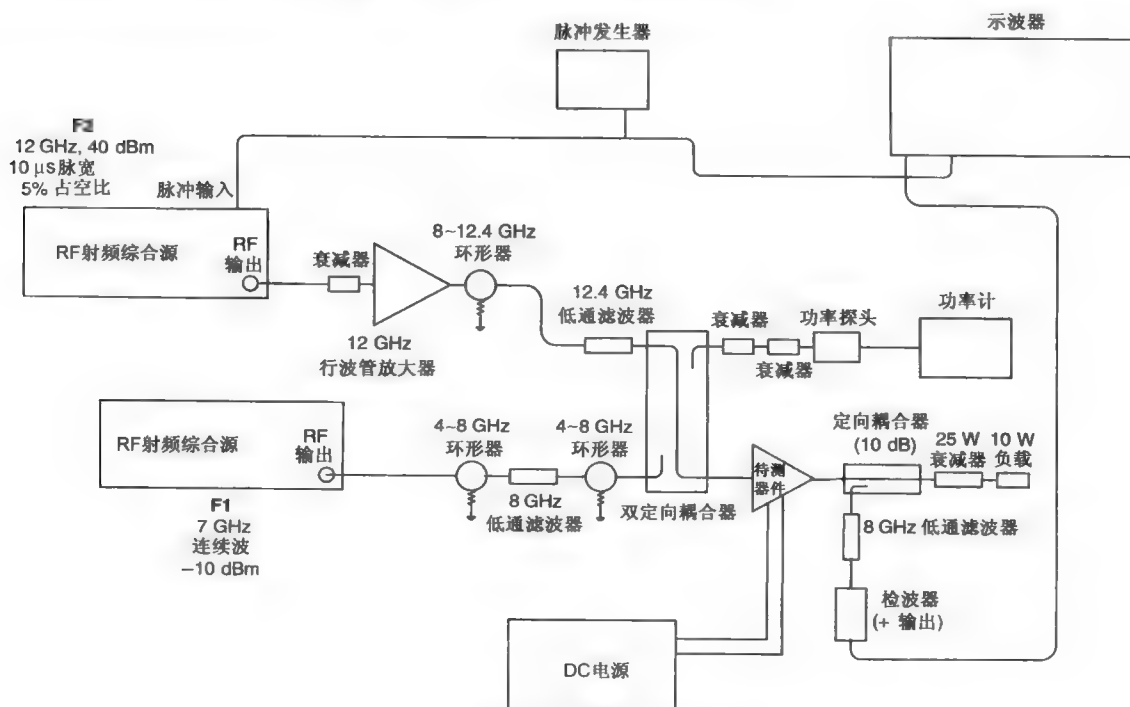 脉冲发生器
示波器
F2
12 GHz, 40 dBm
10 μs脉宽
5% 占空比
脉冲输入
RF射频综合源
RF
输出
衰减器
8~12.4 GHz
环形器
12 GHz
行波管放大器
12.4 GHz
低通滤波器
衰减器
衰减器
功率探头
功率计
RF射频综合源
RF
输出
F1
7 GHz
连续波
−10 dBm
4~8 GHz
环形器
8 GHz
低通滤波器
4~8 GHz
环形器
双定向耦合器
待测
器件
定向耦合器
(10 dB)
25 W
衰减器
10 W
负载
8 GHz 低通滤波器
检波器
(+ 输出)
DC电源